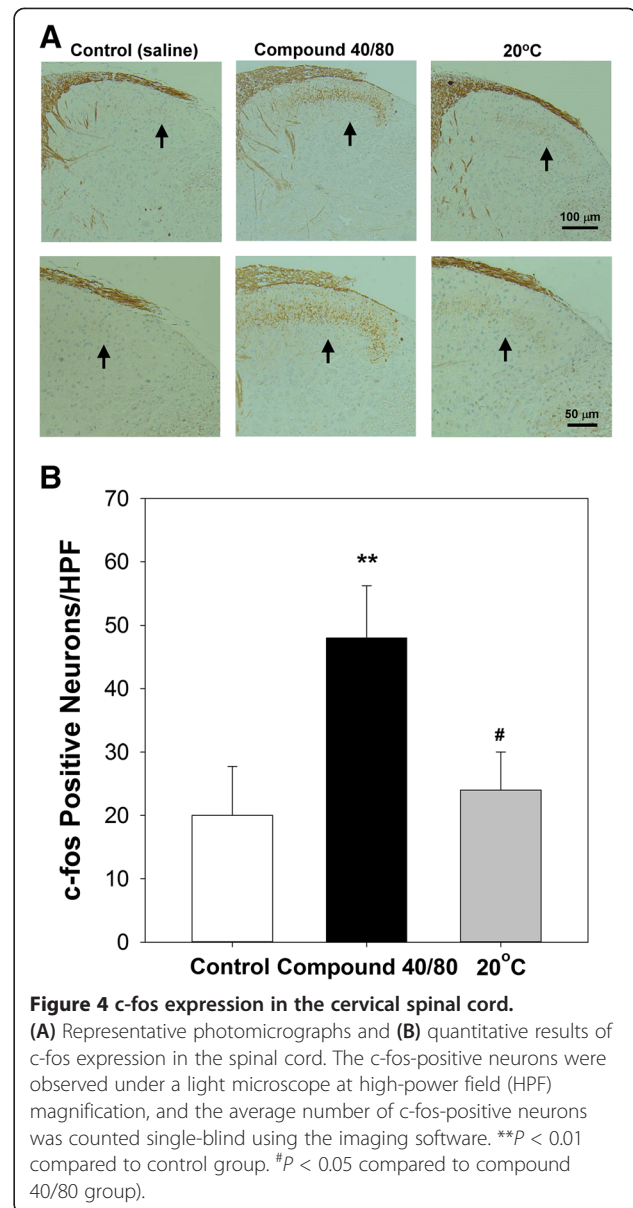 A
Control (saline) Compound 40/80 20°C
100 µm
50 µm
B
c-fos Positive Neurons/HPF
70
60
50
40
30
20
10
0
**
#
Control Compound 40/80 20°C
Figure 4 c-fos expression in the cervical spinal cord.
(A) Representative photomicrographs and (B) quantitative results of
c-fos expression in the spinal cord. The c-fos-positive neurons were
observed under a light microscope at high-power field (HPF)
magnification, and the average number of c-fos-positive neurons
was counted single-blind using the imaging software. **P < 0.01
compared to control group. #P < 0.05 compared to compound
40/80 group).